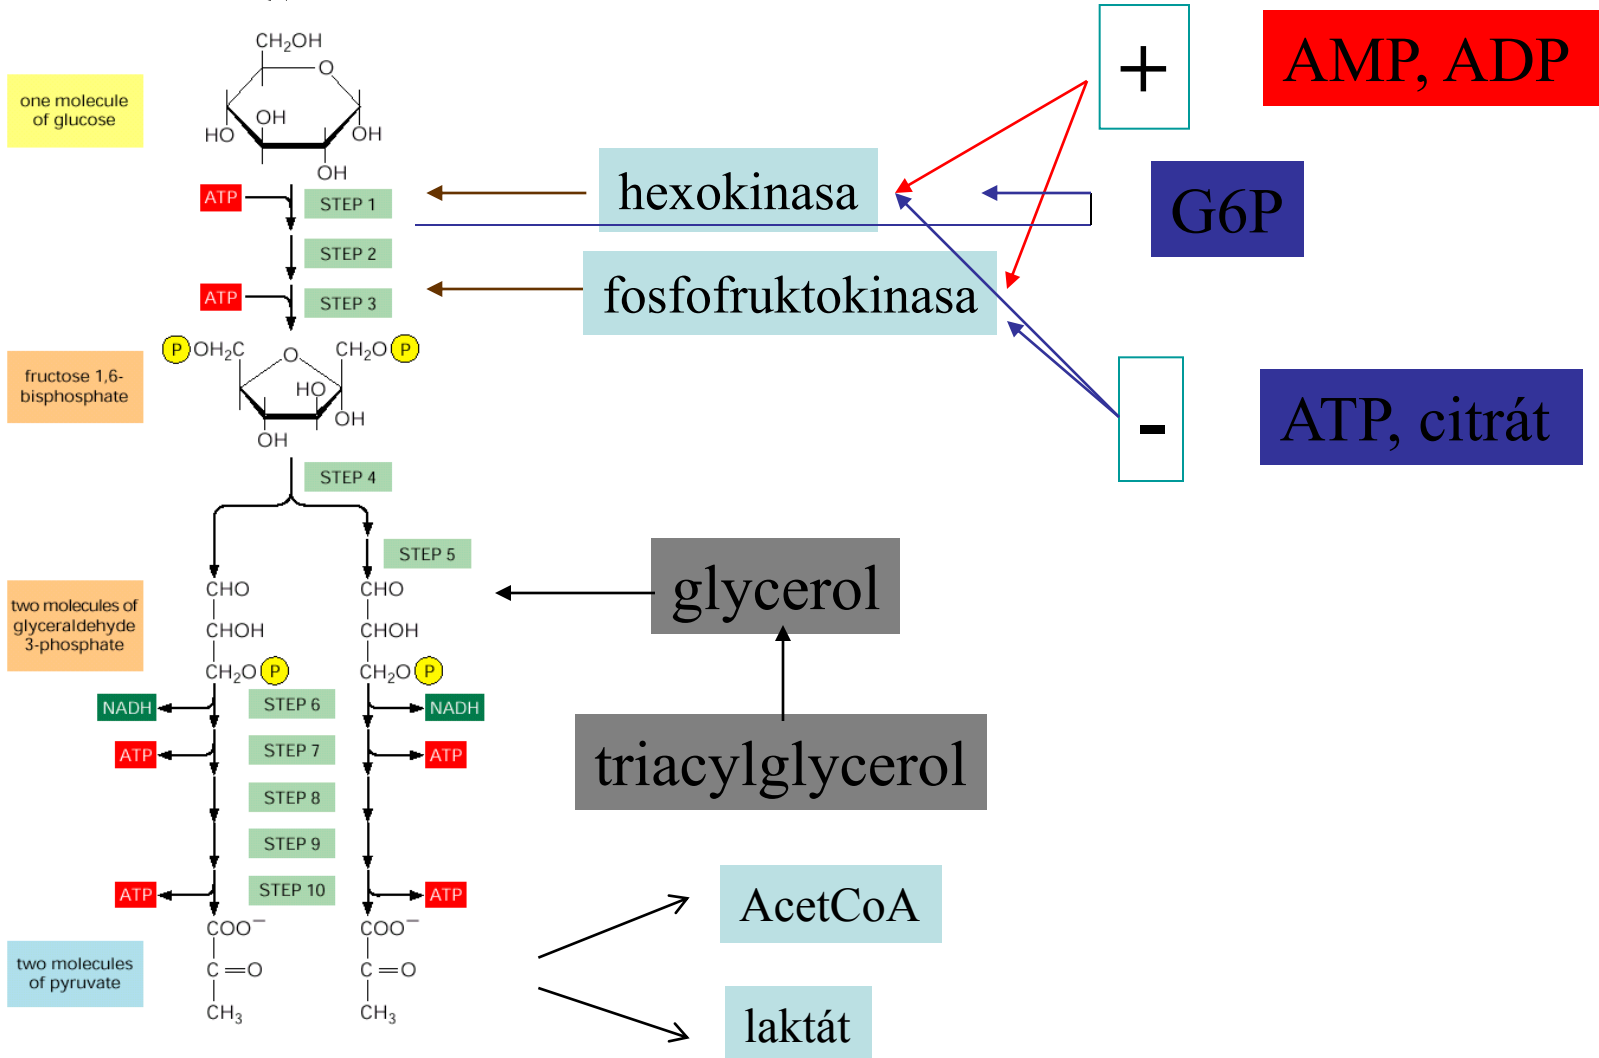 CH2OH
O
one molecule
of glucose
OH
HO
OH
OH
+
AMP, ADP
ATP
STEP 1
hexokinasa
G6P
STEP 2
ATP
STEP 3
fosfofruktokinasa
P OH2C
O
CH2O P
fructose 1,6-
bisphosphate
HO
OH
OH
-
ATP, citrát
STEP 4
STEP 5
glycerol
two molecules of
glyceraldehyde
3-phosphate
CHO
CHO
CHOH
CHOH
CH2O P
CH2O P
NADH
STEP 6
NADH
ATP
STEP 7
ATP
triacylglycerol
STEP 8
STEP 9
ATP
STEP 10
ATP
AcetCoA
COO–
COO–
two molecules
of pyruvate
C=O
C=O
CH3
CH3
laktát